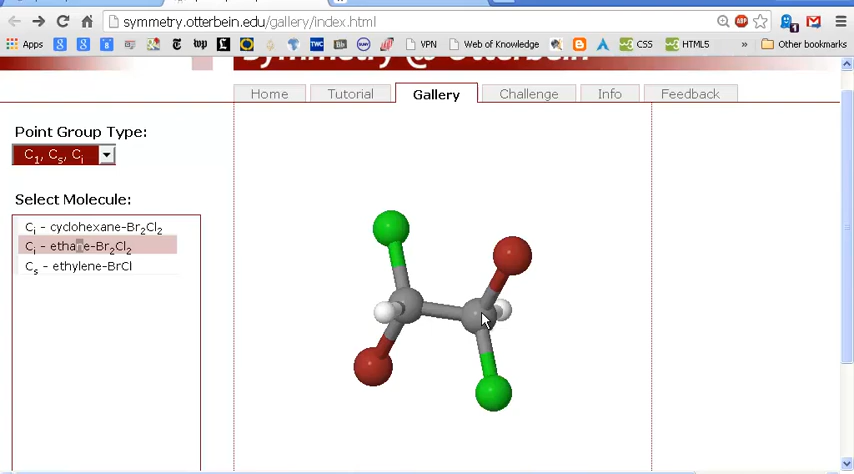 symmetry.otterbein.edu/gallery/index.html
Apps VPN Web of Knowledge CSS HTML5 » Other bookmarks
Symmetry @ Otterbein
Home Tutorial Gallery Challenge Info Feedback
Point Group Type:
C₁, Cₛ, Cᵢ
Select Molecule:
Cᵢ - cyclohexane-Br₂Cl₂
Cᵢ - ethane-Br₂Cl₂
Cₛ - ethylene-BrCl